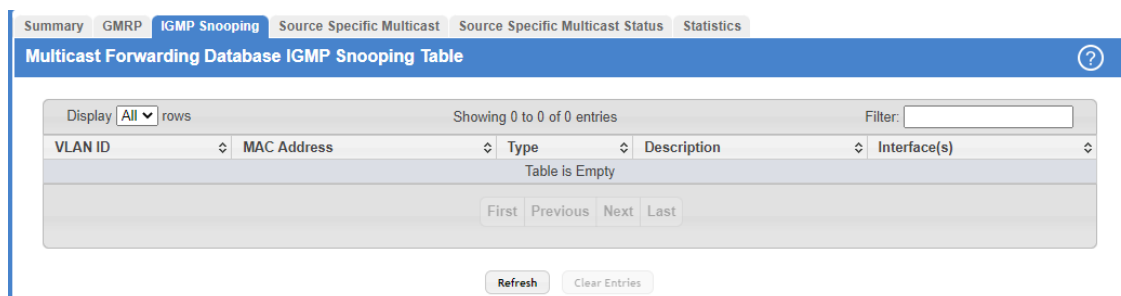 Summary GMRP IGMP Snooping Source Specific Multicast Source Specific Multicast Status Statistics
Multicast Forwarding Database IGMP Snooping Table ?
Display All rows Showing 0 to 0 of 0 entries Filter:
VLAN ID MAC Address Type Description Interface(s)
Table is Empty
First Previous Next Last
Refresh Clear Entries